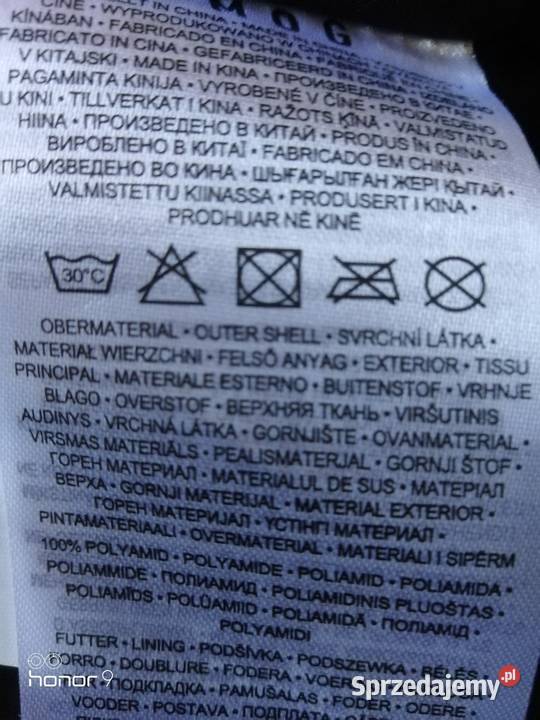 M O G
CINE • WYPRODUKOWANO W CHINACH •
KÍNÁBAN • FABRICADO EN CHINA •
FABRICATO IN CINA • GEFABRICEERD IN CHINA •
V KITAJSKI • MADE IN KINA • ПРОИЗВЕДЕНО В КИТАЕ •
PAGAMINTA KINIJA • VYROBENÉ V ČÍNE • PROIZVEDENO
U KINI • TILLVERKAT I KINA • RAŽOTS ĶĪNĀ • VALMISTATUD
HIINA • ПРОИЗВЕДЕНО В КИТАЙ • PRODUS ÎN CHINA •
ВИРОБЛЕНО В КИТАЇ • FABRICADO EM CHINA •
ПРОИЗВЕДЕНО ВО КИНА • ШЫҒАРЫЛҒАН ЖЕРІ ҚЫТАЙ •
VALMISTETTU KIINASSA • PRODUSERT I KINA •
PRODHUAR NË KINË
30°C
OBERMATERIAL • OUTER SHELL • SVRCHNÍ LÁTKA •
MATERIAŁ WIERZCHNI • FELSŐ ANYAG • EXTERIOR • TISSU
PRINCIPAL • MATERIALE ESTERNO • BUITENSTOF • VRHNJE
BLAGO • OVERSTOF • ВЕРХНЯЯ ТКАНЬ • VIRŠUTINIS
AUDINYS • VRCHNÁ LÁTKA • GORNJIŠTE • OVANMATERIAL •
VIRSMAS MATERIĀLS • PEALISMATERJAL • GORNJI ŠTOF •
ГОРЕН МАТЕРИАЛ • MATERIALUL DE SUS • МАТЕРІАЛ
ВЕРХА • GORNJI MATERIJAL • MATERIAL EXTERIOR •
ГОРЕН МАТЕРИЈАЛ • ҮСТІҢГІ МАТЕРИАЛ •
PINTAMATERIAALI • OVERMATERIAL • MATERIALI I SIPËRM
100% POLYAMID • POLYAMIDE • POLIAMID • POLIAMIDA •
POLIAMMIDE • ПОЛИАМИД • POLIAMIDINIS PLUOŠTAS •
POLIAMĪDS • POLÜAMIID • POLIAMIDĂ • ПОЛІАМІД •
POLYAMIDI
FUTTER • LINING • PODŠÍVKA • PODSZEWKA • BÉLÉS
FORRO • DOUBLURE • FODERA •
ПОДКЛАДКА • PAMUŠALAS • FODER • ODERE •
VOODER • POSTAVA •
honor 9
Sprzedajemy.pl